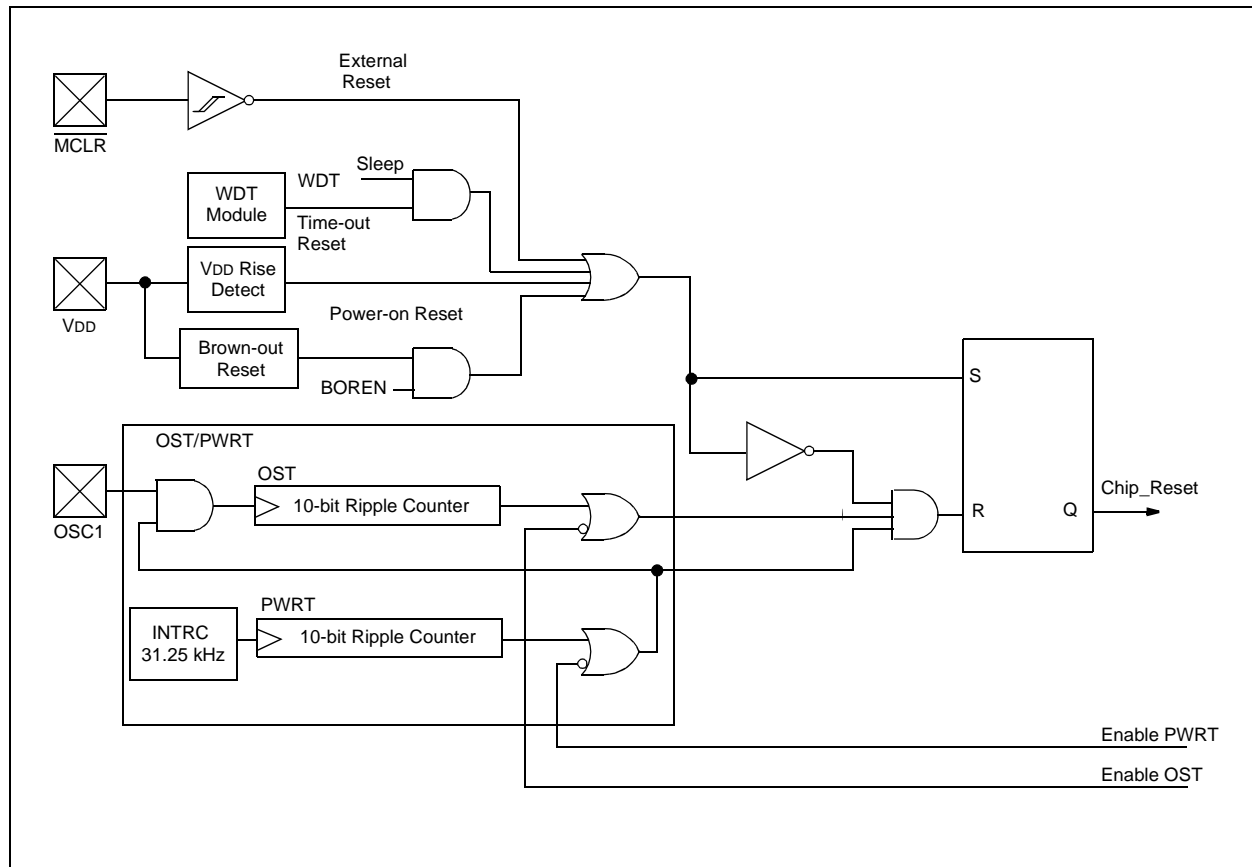 External
Reset
MCLR
Sleep
WDT
Module
WDT
Time-out
Reset
VDD
VDD Rise
Detect
Power-on Reset
Brown-out
Reset
BOREN
S
OST/PWRT
OSC1
OST
10-bit Ripple Counter
R
Q
Chip_Reset
INTRC
31.25 kHz
PWRT
10-bit Ripple Counter
Enable PWRT
Enable OST